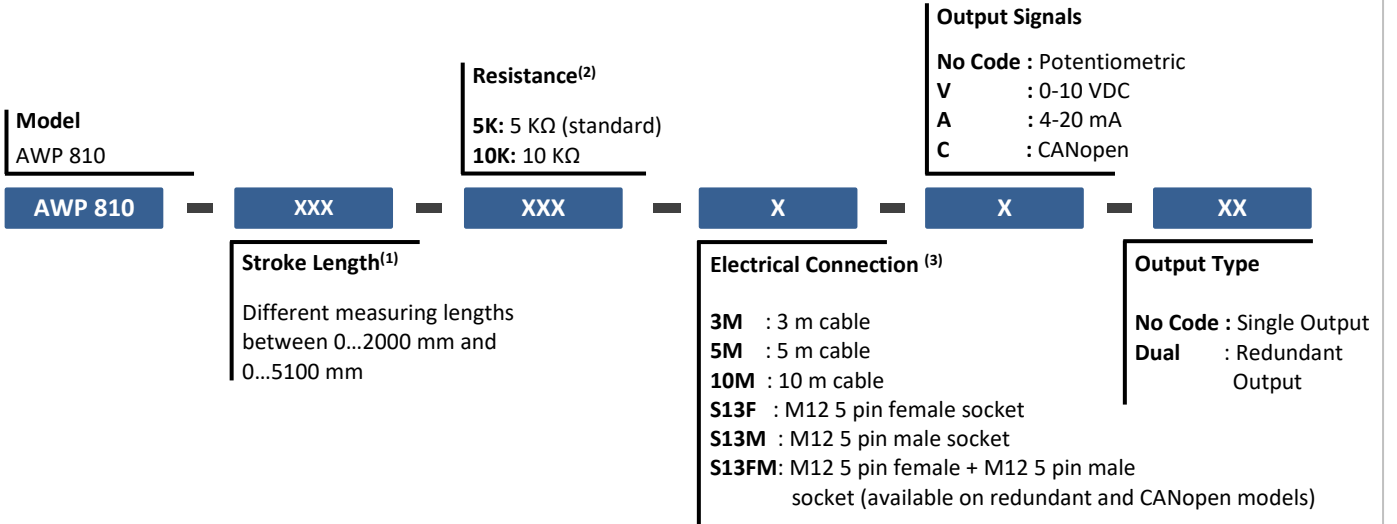 Model
AWP 810
Resistance(2)
5K: 5 KΩ (standard)
10K: 10 KΩ
Output Signals
No Code : Potentiometric
V : 0-10 VDC
A : 4-20 mA
C : CANopen
AWP 810 - XXX - XXX - X - X - XX
Stroke Length(1)
Different measuring lengths
between 0...2000 mm and
0...5100 mm
Electrical Connection (3)
3M : 3 m cable
5M : 5 m cable
10M : 10 m cable
S13F : M12 5 pin female socket
S13M : M12 5 pin male socket
S13FM: M12 5 pin female + M12 5 pin male
socket (available on redundant and CANopen models)
Output Type
No Code : Single Output
Dual : Redundant
Output